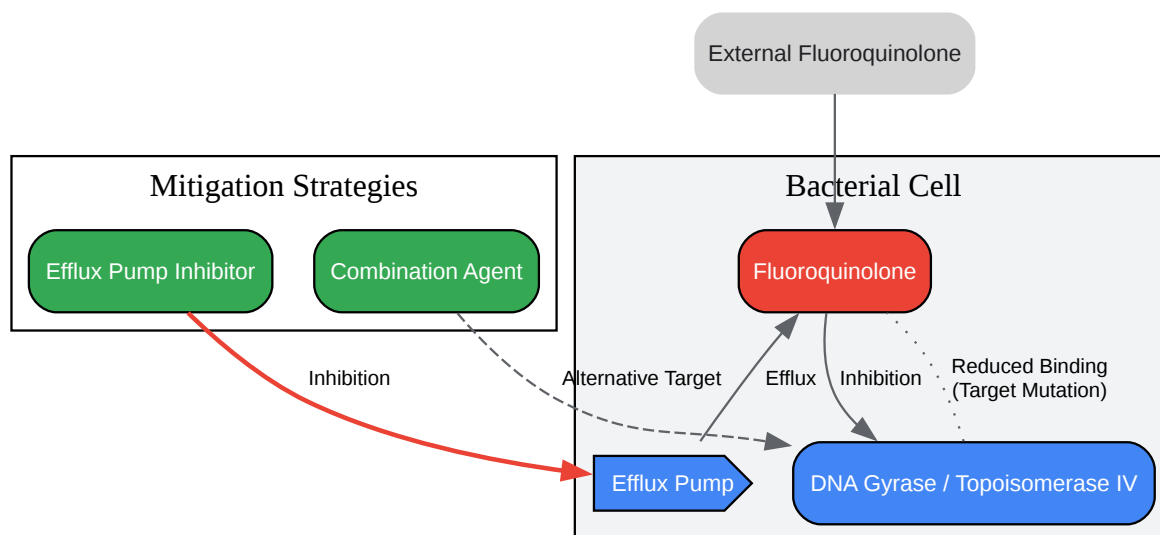 External Fluoroquinolone
Mitigation Strategies
Bacterial Cell
Efflux Pump Inhibitor
Combination Agent
Fluoroquinolone
Inhibition
Alternative Target
Efflux
Inhibition
Reduced Binding
(Target Mutation)
Efflux Pump
DNA Gyrase / Topoisomerase IV